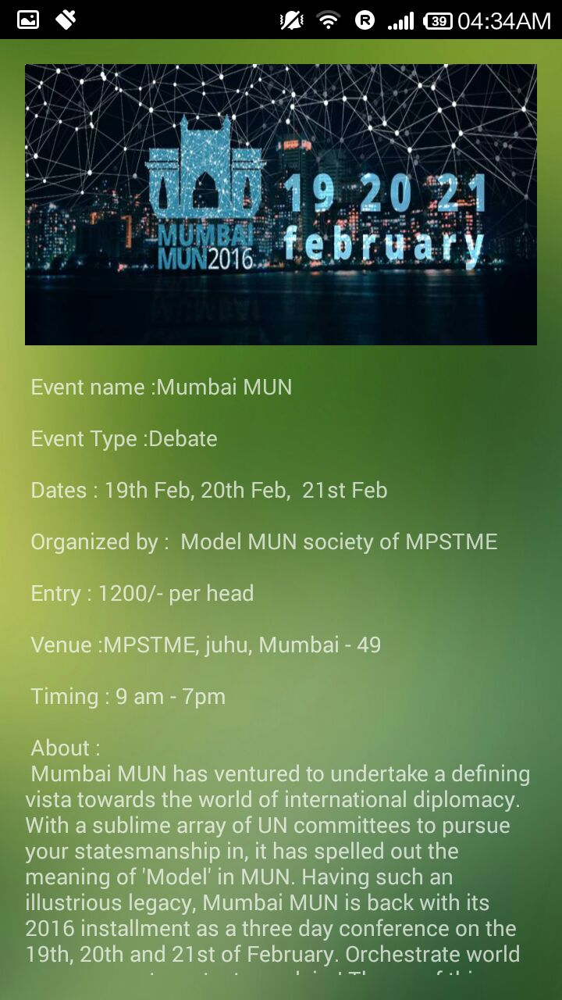 39 04:34AM
19 20 21
february
MUMBAI
MUN2016
Event name :Mumbai MUN
Event Type :Debate
Dates : 19th Feb, 20th Feb,  21st Feb
Organized by :  Model MUN society of MPSTME
Entry : 1200/- per head
Venue :MPSTME, juhu, Mumbai - 49
Timing : 9 am - 7pm
About :
Mumbai MUN has ventured to undertake a defining
vista towards the world of international diplomacy.
With a sublime array of UN committees to pursue
your statesmanship in, it has spelled out the
meaning of 'Model' in MUN. Having such an
illustrious legacy, Mumbai MUN is back with its
2016 installment as a three day conference on the
19th, 20th and 21st of February. Orchestrate world